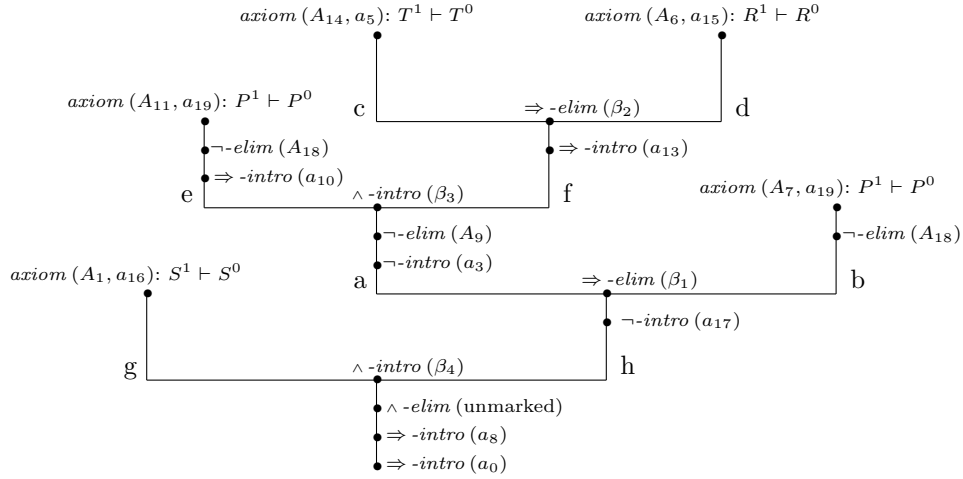 axiom (A₁₄, a₅): T¹ ⊢ T⁰
axiom (A₆, a₁₅): R¹ ⊢ R⁰
axiom (A₁₁, a₁₉): P¹ ⊢ P⁰
c
⇒ -elim (β₂)
d
¬-elim (A₁₈)
⇒ -intro (a₁₃)
⇒ -intro (a₁₀)
e
∧ -intro (β₃)
f
axiom (A₇, a₁₉): P¹ ⊢ P⁰
¬-elim (A₉)
¬-elim (A₁₈)
¬-intro (a₃)
axiom (A₁, a₁₆): S¹ ⊢ S⁰
a
⇒ -elim (β₁)
b
¬-intro (a₁₇)
g
∧ -intro (β₄)
h
∧ -elim (unmarked)
⇒ -intro (a₈)
⇒ -intro (a₀)